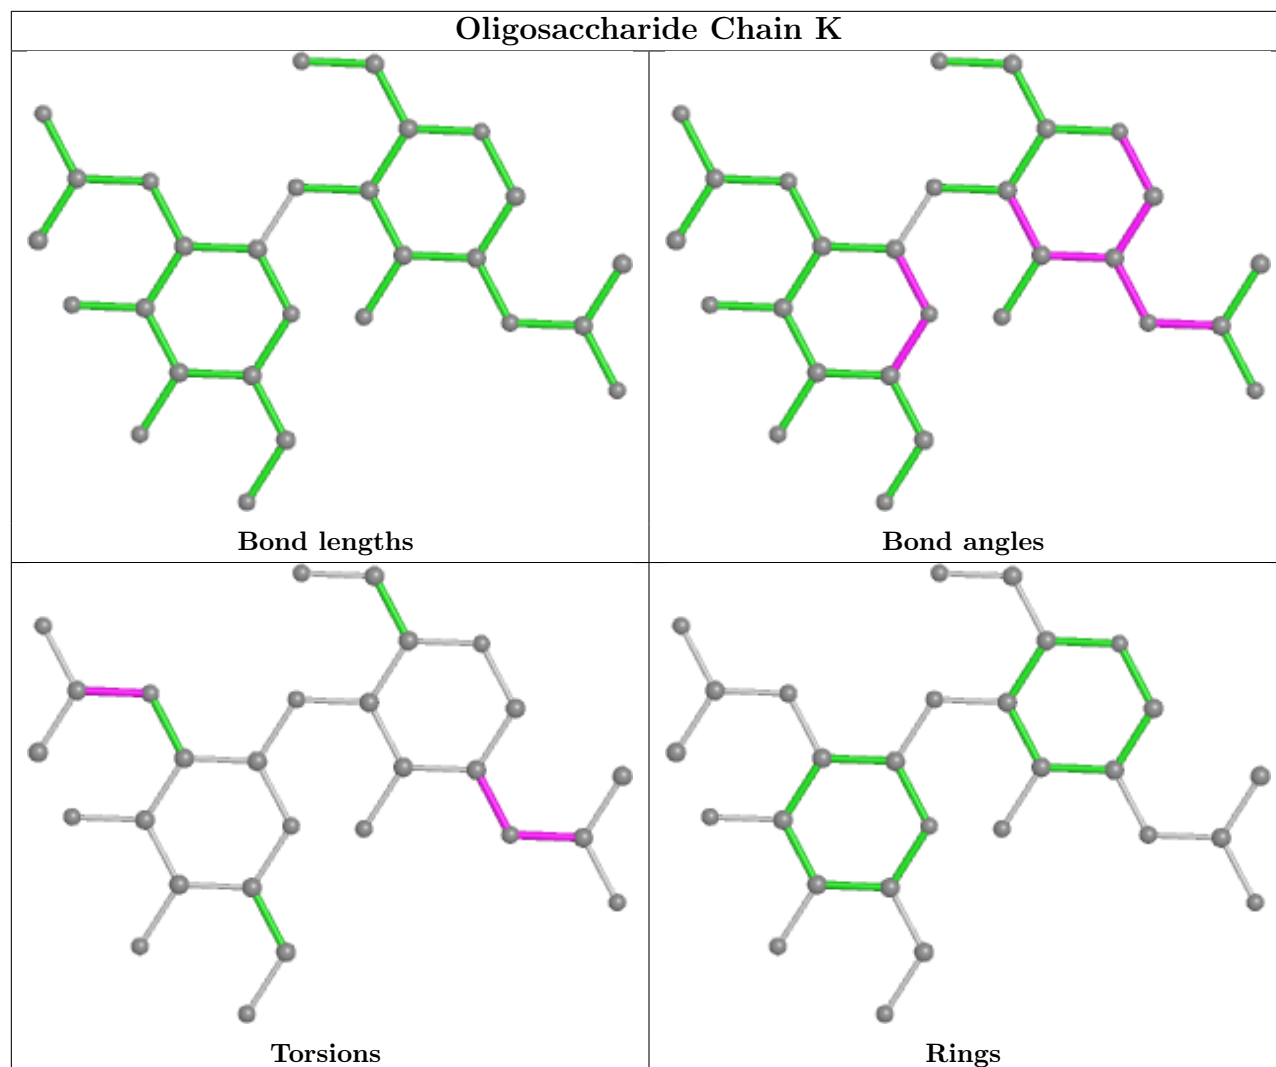 Oligosaccharide Chain K
Bond lengths
Bond angles
Torsions
Rings